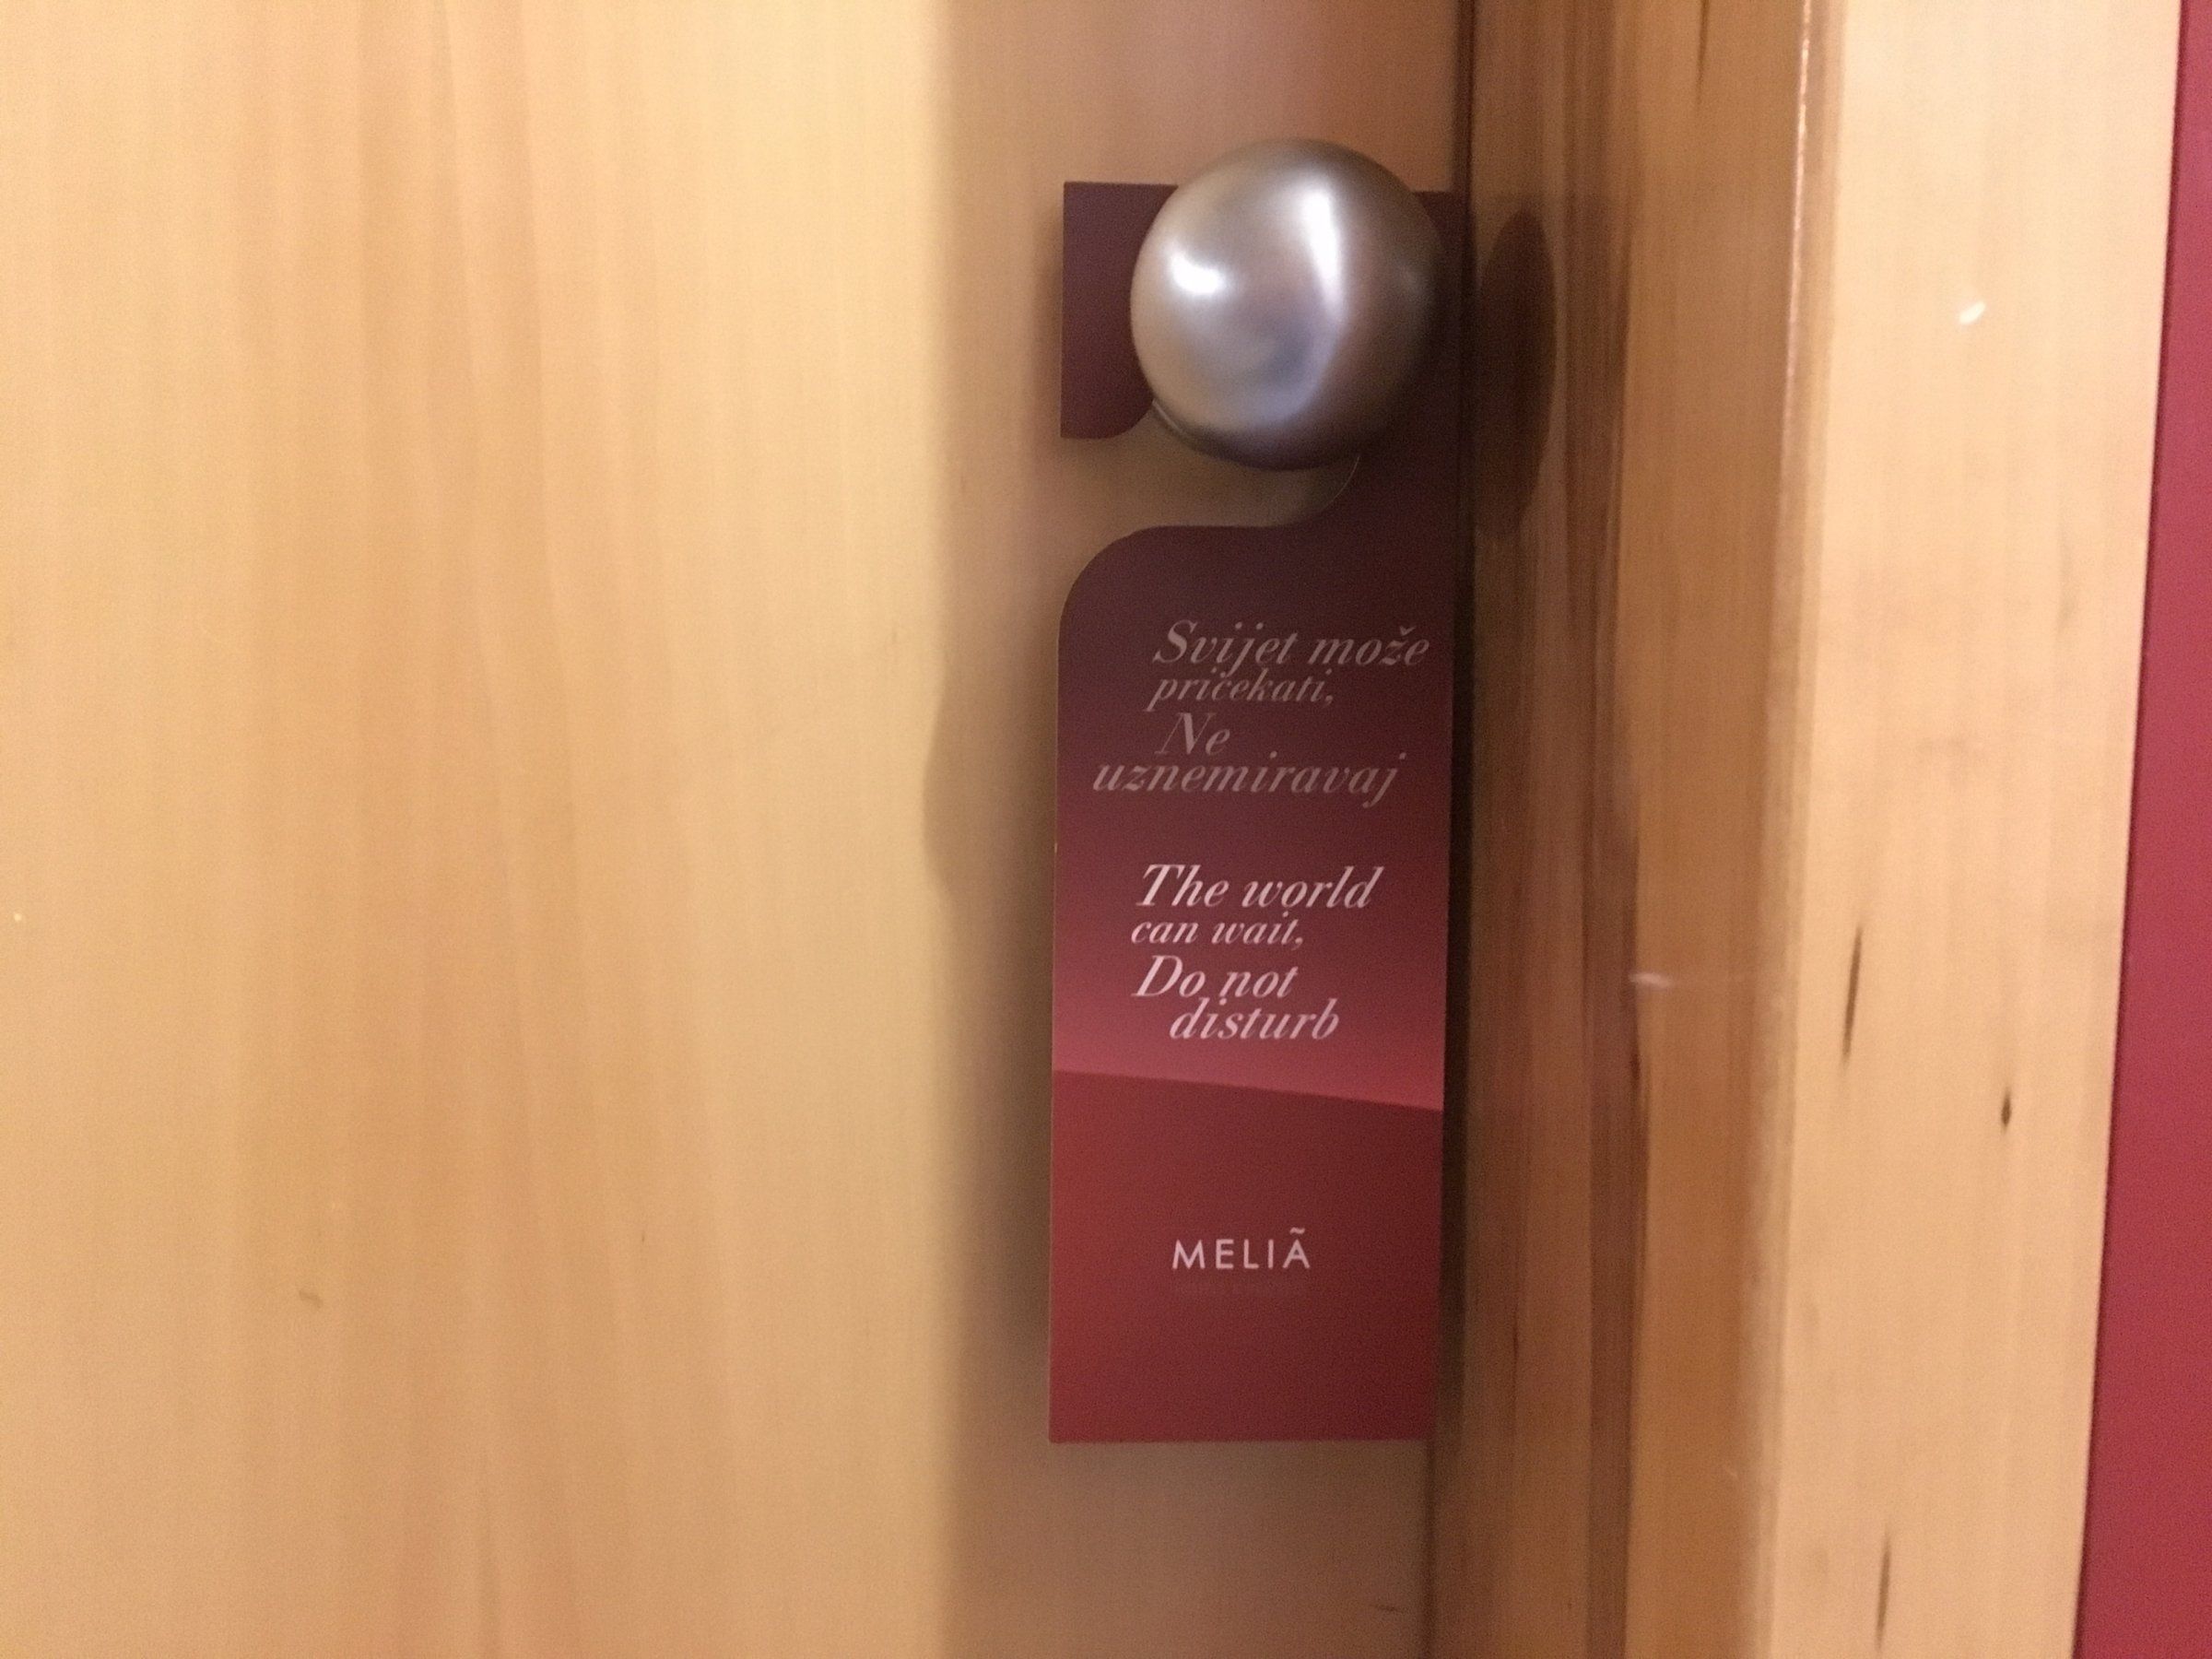 Svijet može
pričekati,
Ne
uznemiravaj
The world
can wait,
Do not
disturb
MELIÃ